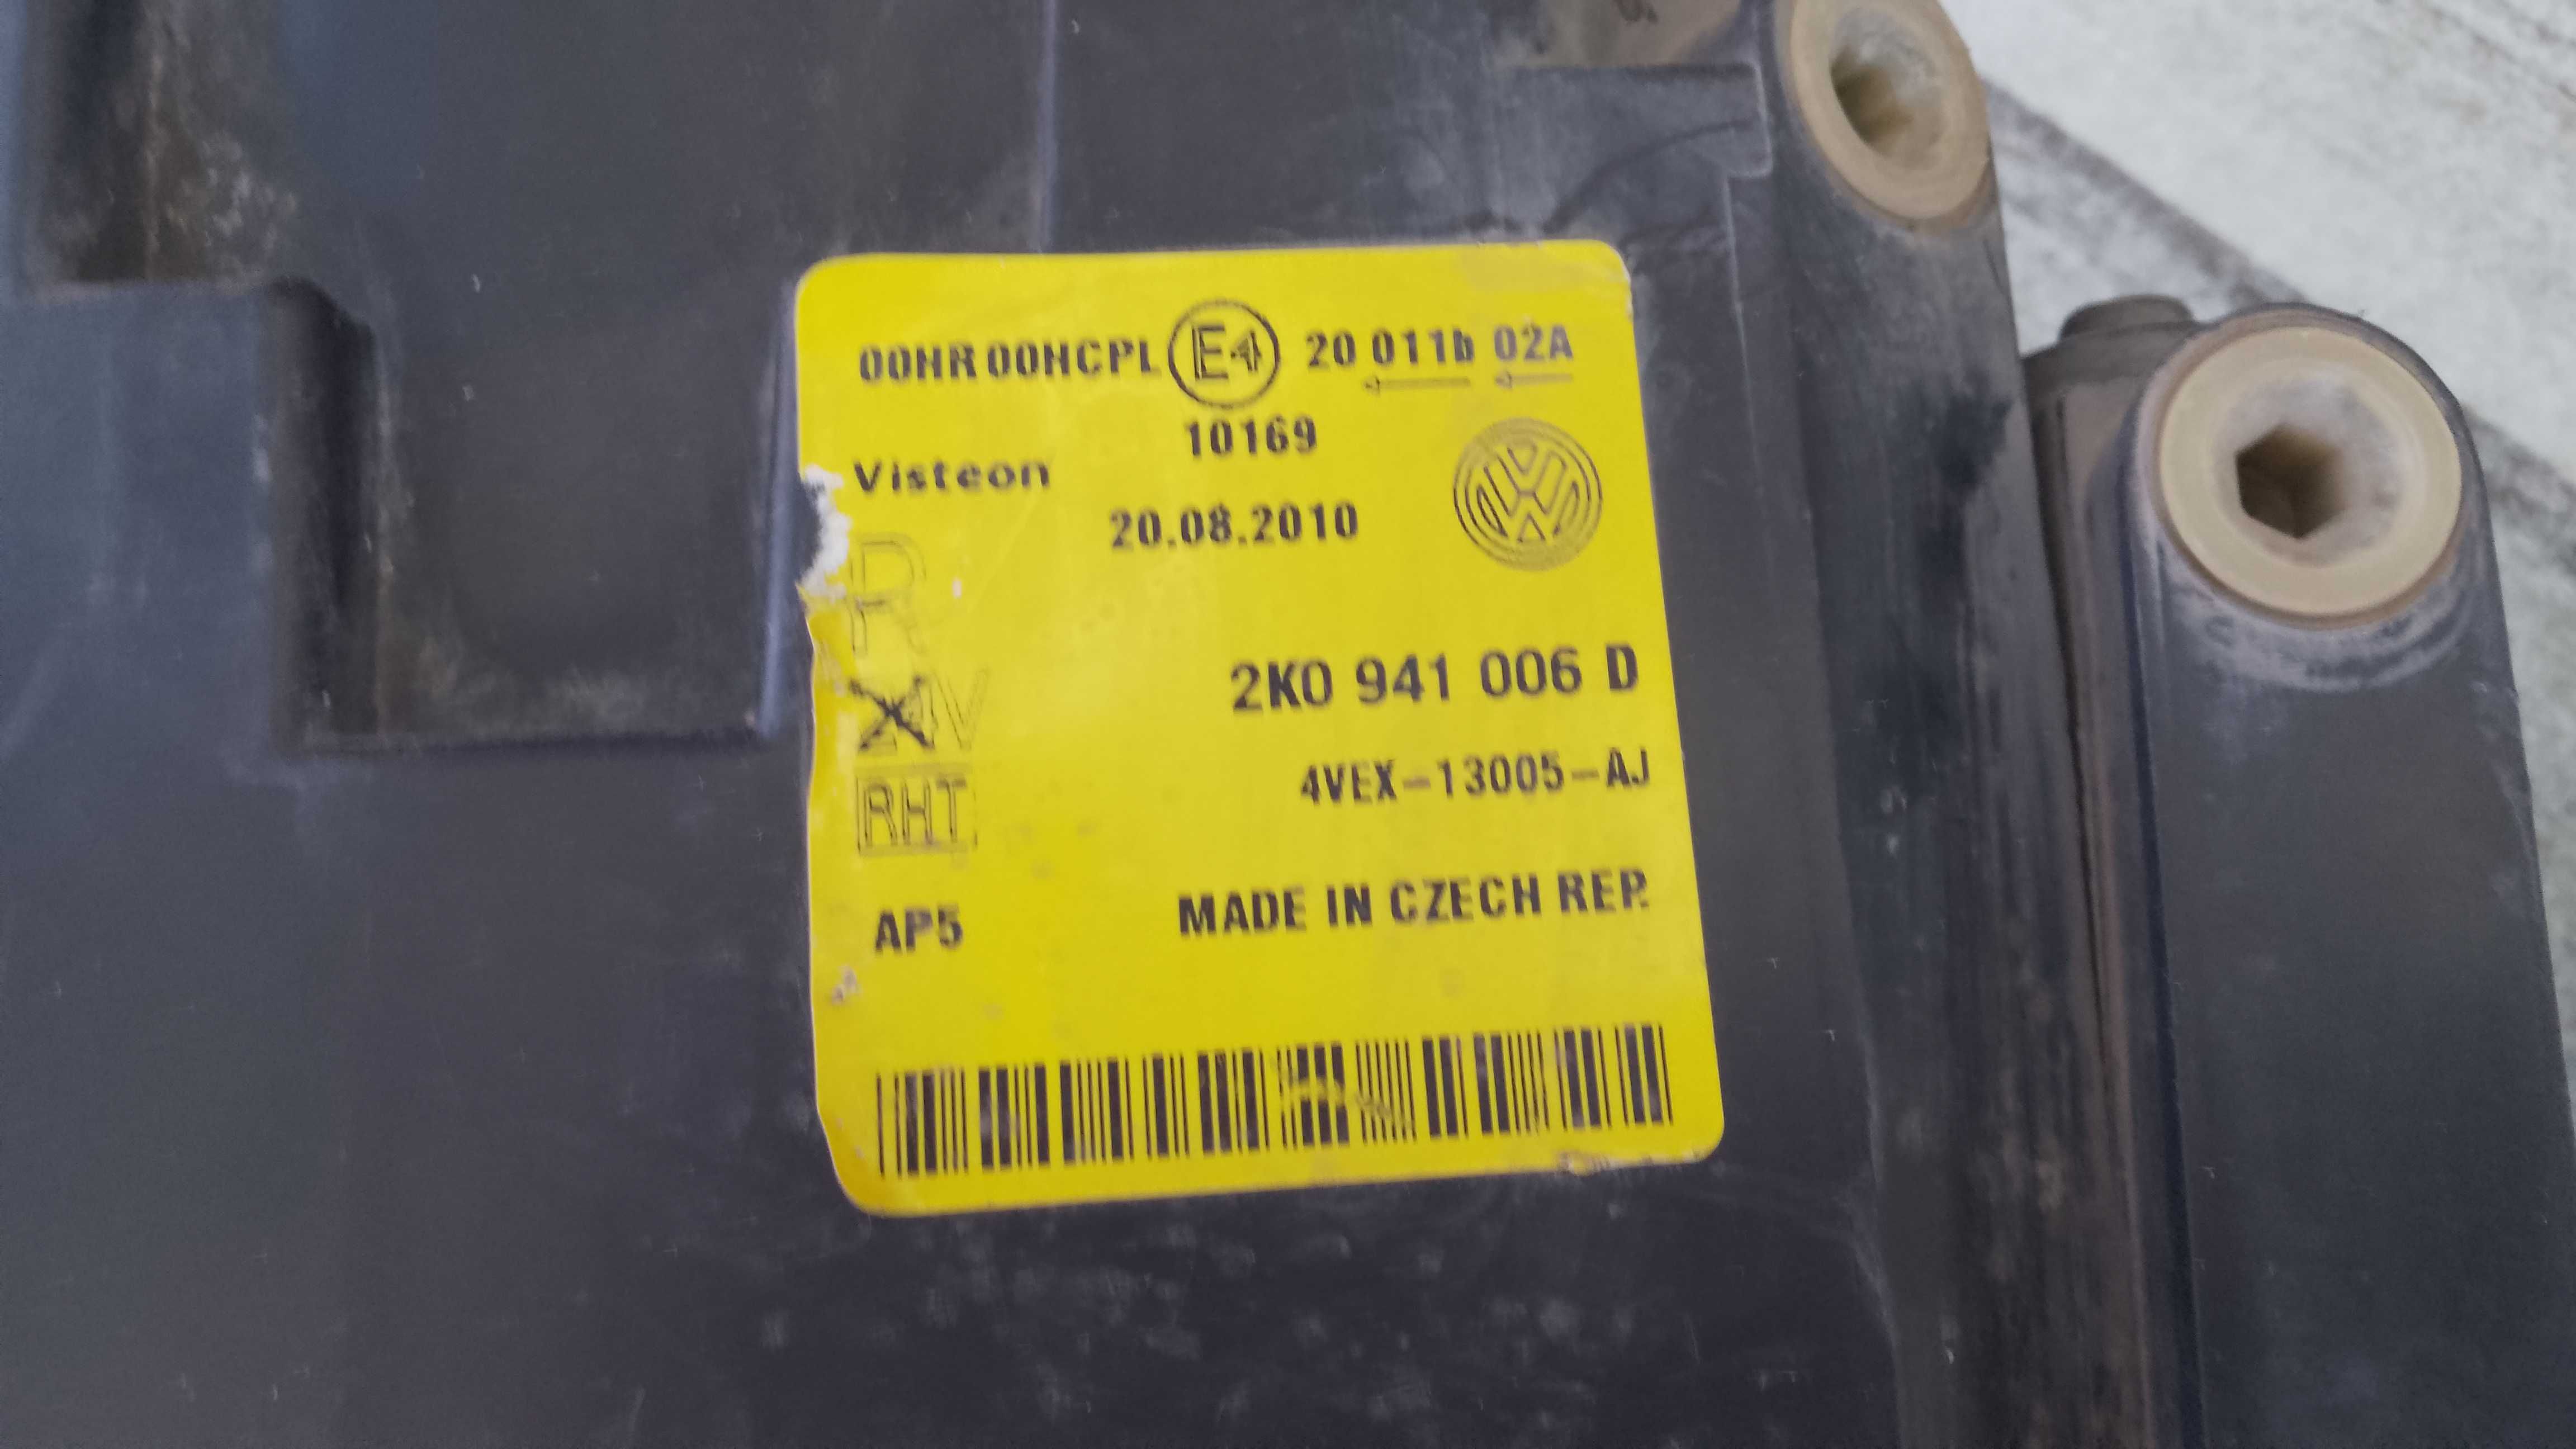 00HR 00HCPL E4 20 011b 02A
10169
Visteon
20.08.2010
R
2K0 941 006 D
4VEX-13005-AJ
RHT
AP5 MADE IN CZECH REP.